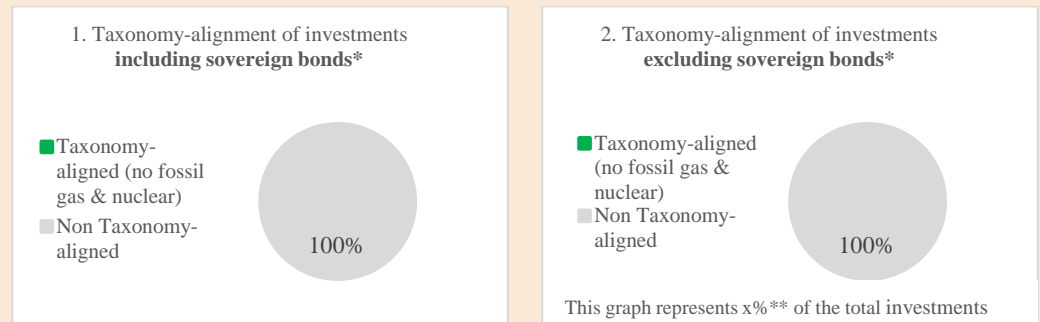 1. Taxonomy-alignment of investments
including sovereign bonds*
Taxonomy-
aligned (no fossil
gas & nuclear)
Non Taxonomy-
aligned
100%
2. Taxonomy-alignment of investments
excluding sovereign bonds*
Taxonomy-aligned
(no fossil gas &
nuclear)
Non Taxonomy-
aligned
100%
This graph represents x%** of the total investments